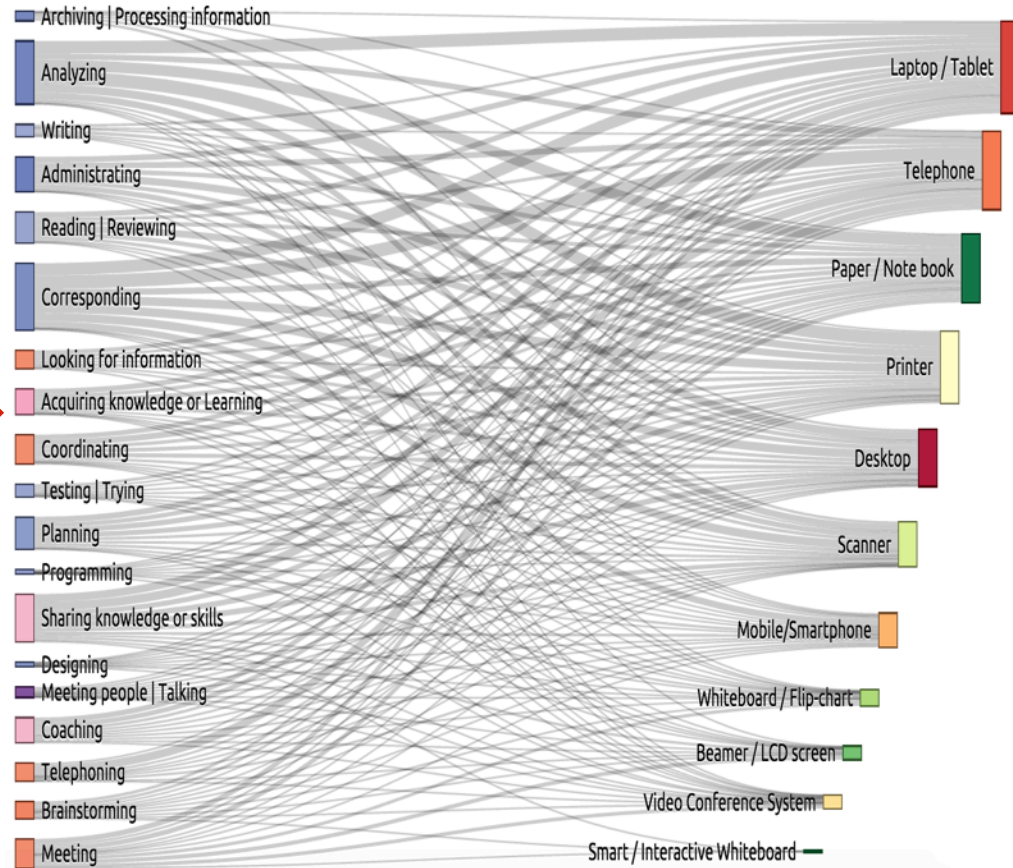 Archiving | Processing information
Analyzing
Writing
Administrating
Reading | Reviewing
Corresponding
Looking for information
Acquiring knowledge or Learning
Coordinating
Testing | Trying
Planning
Programming
Sharing knowledge or skills
Designing
Meeting people | Talking
Coaching
Telephoning
Brainstorming
Meeting
Laptop / Tablet
Telephone
Paper / Note book
Printer
Desktop
Scanner
Mobile/Smartphone
Whiteboard / Flip-chart
Beamer / LCD screen
Video Conference System
Smart / Interactive Whiteboard